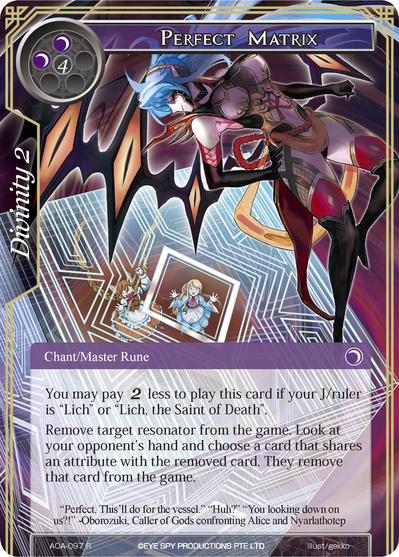 Perfect Matrix
4
Divinity 2
Chant/Master Rune
You may pay 2 less to play this card if your J/ruler
is "Lich" or "Lich, the Saint of Death".
Remove target resonator from the game. Look at
your opponent's hand and choose a card that shares
an attribute with the removed card. They remove
that card from the game.
"Perfect. This'll do for the vessel." "Huh?" "You looking down on
us?!" -Oborozuki, Caller of Gods confronting Alice and Nyarlathotep
AOA-097 R ©EYE SPY PRODUCTIONS PTE LTD Illust/gekko